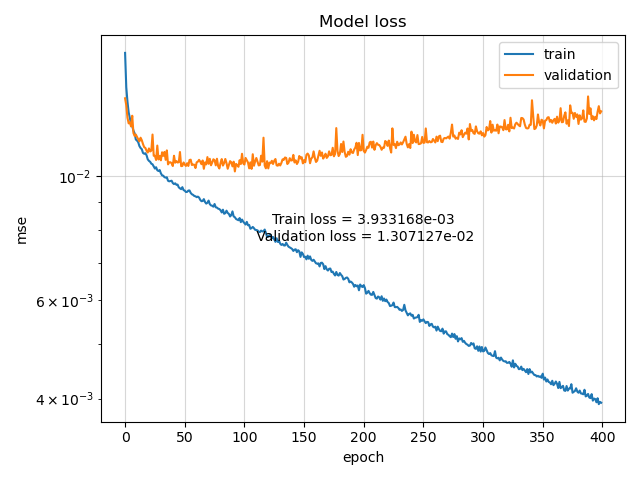 Model loss
train
validation
mse
10⁻²
6 × 10⁻³
4 × 10⁻³
Train loss = 3.933168e-03
Validation loss = 1.307127e-02
0 50 100 150 200 250 300 350 400
epoch